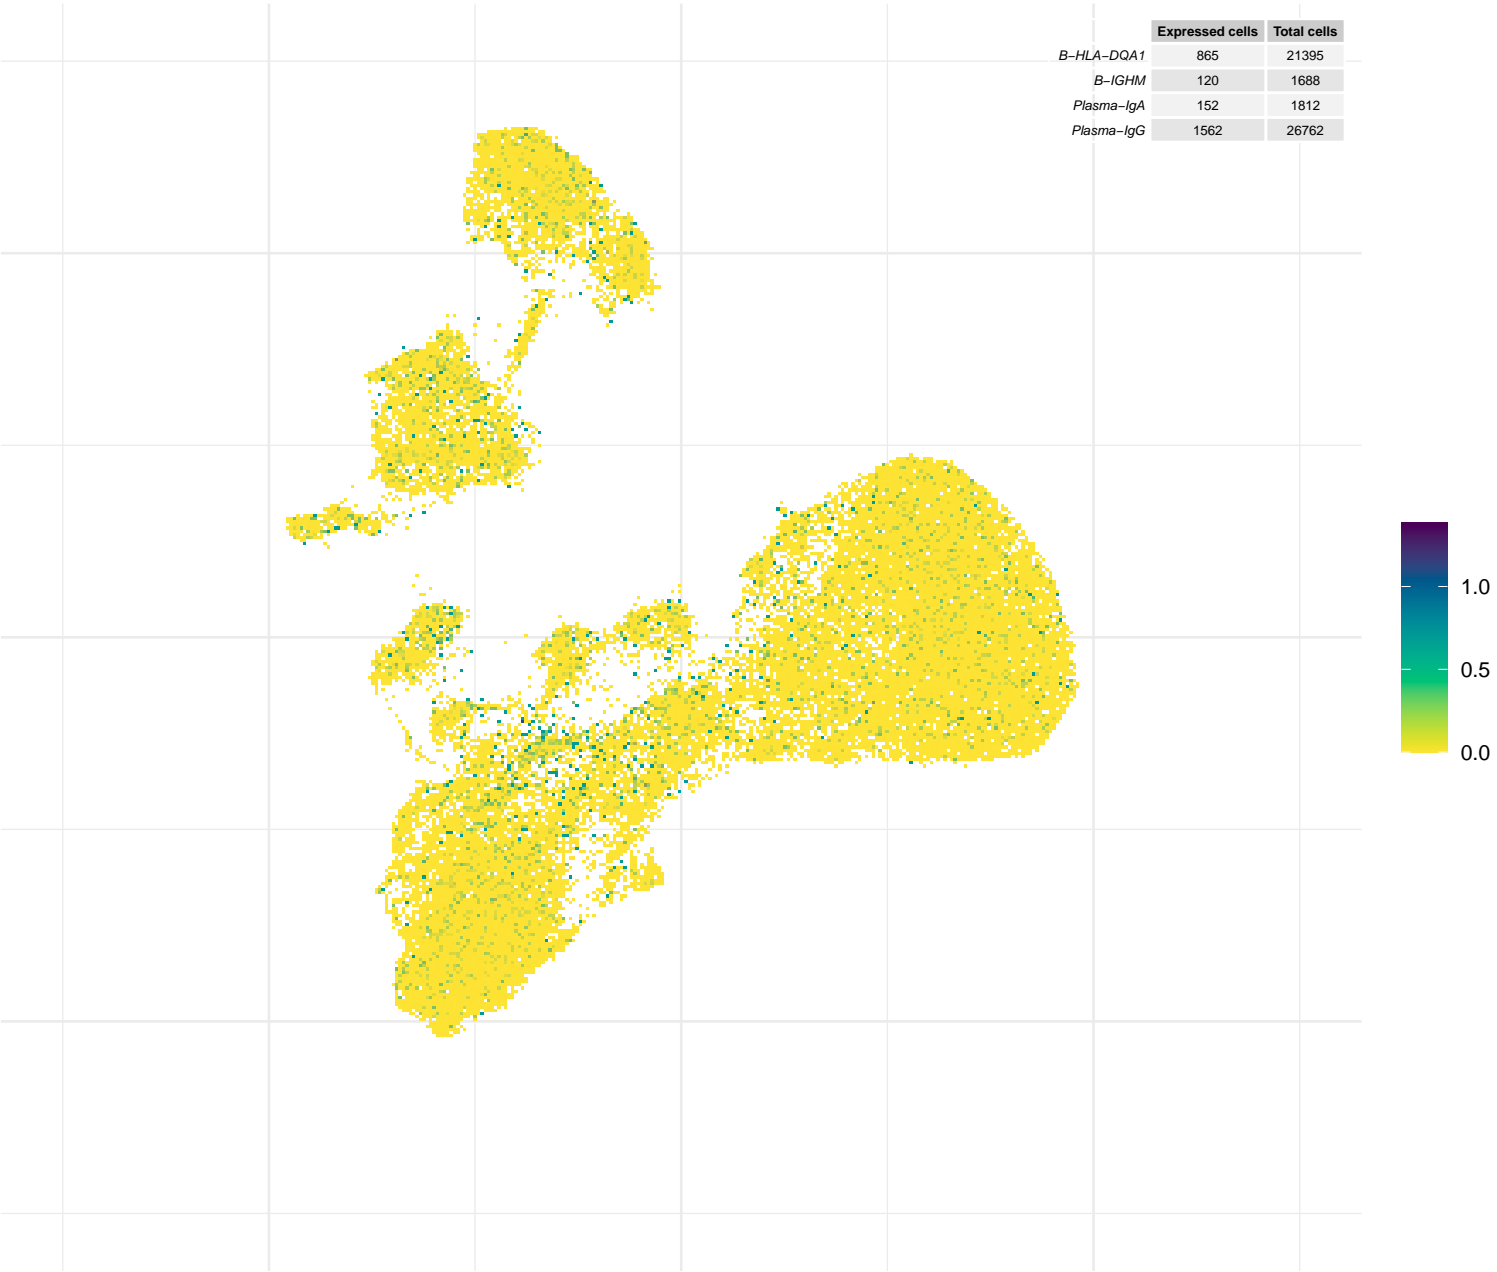 Expressed cells Total cells
B−HLA−DQA1 865 21395
B−IGHM 120 1688
Plasma−IgA 152 1812
Plasma−IgG 1562 26762
1.0
0.5
0.0